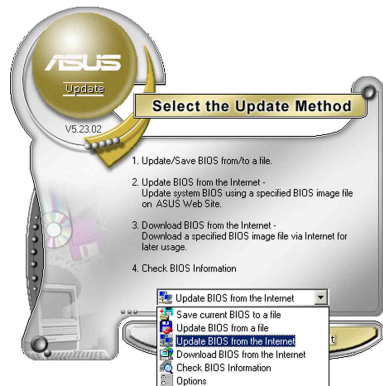 ASUS
Update
V5.23.02
Select the Update Method
1. Update/Save BIOS from/to a file.
2. Update BIOS from the Internet -
Update system BIOS using a specified BIOS image file
on ASUS Web Site.
3. Download BIOS from the Internet -
Download a specified BIOS image file via Internet for
later usage.
4. Check BIOS Information
Update BIOS from the Internet
Save current BIOS to a file
Update BIOS from a file
Update BIOS from the Internet
Download BIOS from the Internet
Check BIOS Information
Options